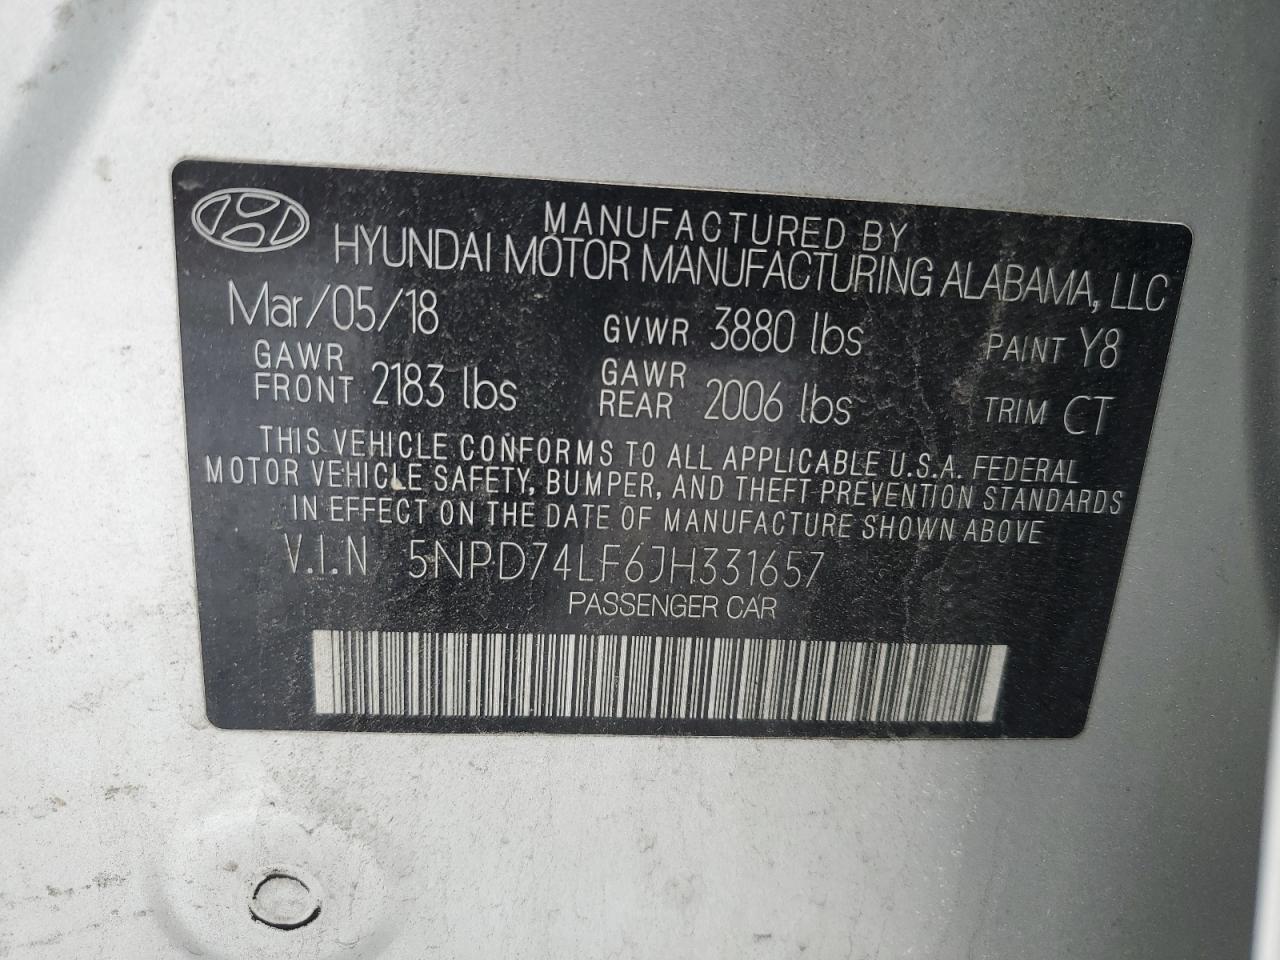 MANUFACTURED BY
HYUNDAI MOTOR MANUFACTURING ALABAMA, LLC
Mar/05/18 GVWR 3880 lbs PAINT Y8
GAWR FRONT 2183 lbs GAWR REAR 2006 lbs TRIM CT
THIS VEHICLE CONFORMS TO ALL APPLICABLE U.S.A. FEDERAL
MOTOR VEHICLE SAFETY, BUMPER, AND THEFT PREVENTION STANDARDS
IN EFFECT ON THE DATE OF MANUFACTURE SHOWN ABOVE
V.I.N 5NPD74LF6JH331657
PASSENGER CAR